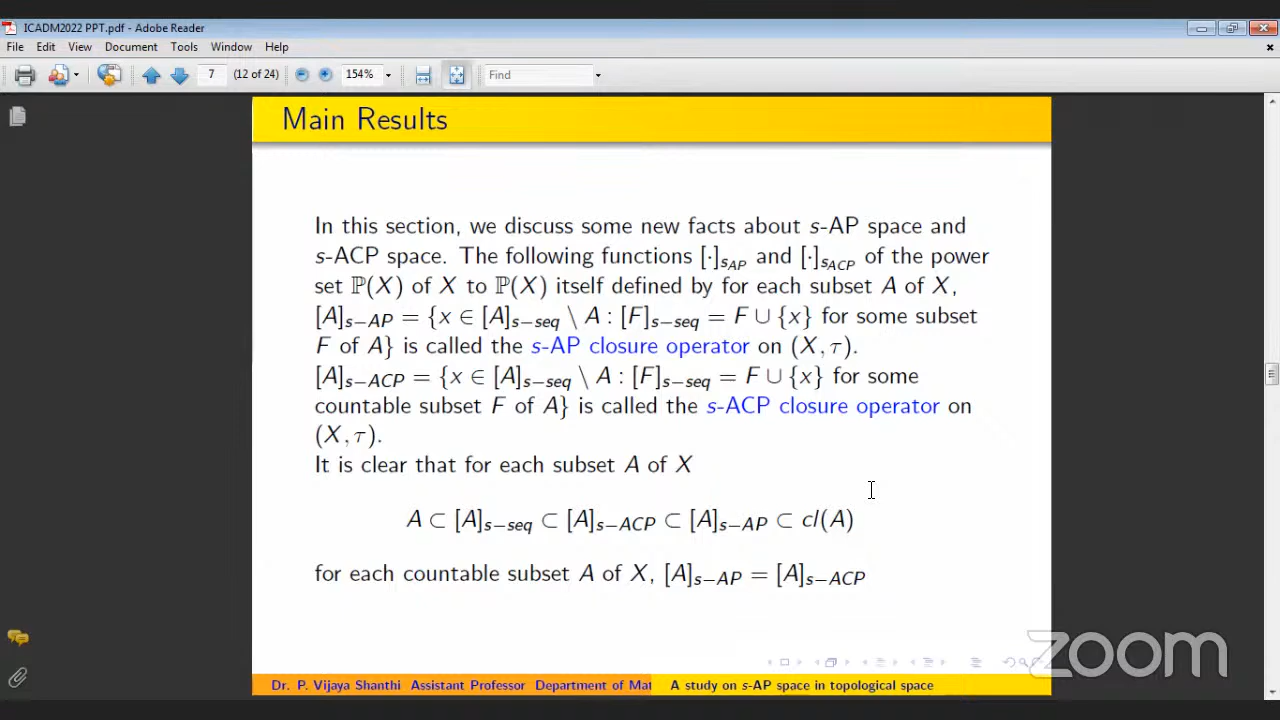 ICADM2022 PPT.pdf - Adobe Reader
File Edit View Document Tools Window Help
7 (12 of 24) 154% Find
Main Results
In this section, we discuss some new facts about s-AP space and
s-ACP space. The following functions [·]_{s_{AP}} and [·]_{s_{ACP}} of the power
set ℙ(X) of X to ℙ(X) itself defined by for each subset A of X,
[A]_{s−AP} = {x ∈ [A]_{s−seq} \ A : [F]_{s−seq} = F ∪ {x} for some subset
F of A} is called the s-AP closure operator on (X, τ).
[A]_{s−ACP} = {x ∈ [A]_{s−seq} \ A : [F]_{s−seq} = F ∪ {x} for some
countable subset F of A} is called the s-ACP closure operator on
(X, τ).
It is clear that for each subset A of X
A ⊂ [A]_{s−seq} ⊂ [A]_{s−ACP} ⊂ [A]_{s−AP} ⊂ cl(A)
for each countable subset A of X, [A]_{s−AP} = [A]_{s−ACP}
zoom
Dr. P. Vijaya Shanthi Assistant Professor Department of Mat A study on s-AP space in topological space